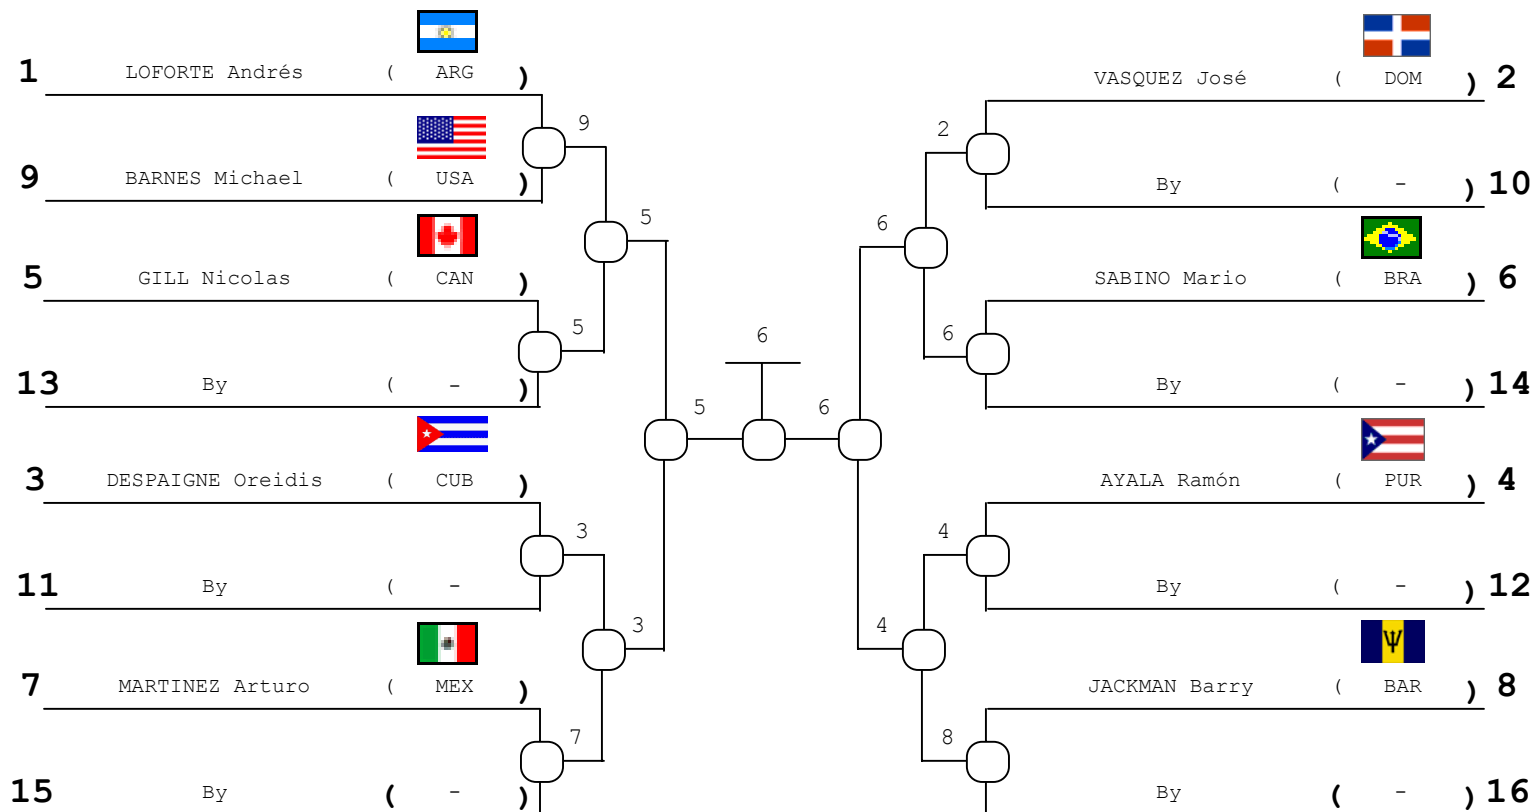 1 LOFORTE Andrés ( ARG )
9
9 BARNES Michael ( USA )
5
5 GILL Nicolas ( CAN )
5
13 By ( - )
5
3 DESPAIGNE Oreidis ( CUB )
3
11 By ( -
3
7 MARTINEZ Arturo ( MEX )
7
15 By ( - )
6
VASQUEZ José ( DOM ) 2
2
By ( - ) 10
6
SABINO Mario ( BRA ) 6
6
By ( - ) 14
6
AYALA Ramón ( PUR ) 4
4
By ( - ) 12
4
JACKMAN Barry ( BAR ) 8
8
By ( - ) 16